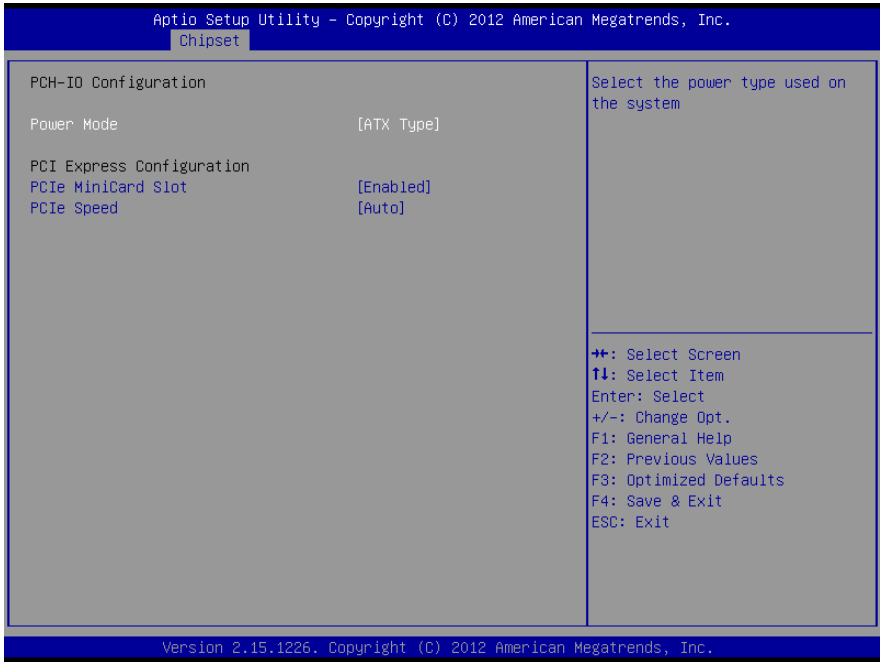 Aptio Setup Utility – Copyright (C) 2012 American Megatrends, Inc.
Chipset
PCH-IO Configuration
Power Mode [ATX Type]
PCI Express Configuration
PCIe MiniCard Slot [Enabled]
PCIe Speed [Auto]
Select the power type used on
the system
→←: Select Screen
↑↓: Select Item
Enter: Select
+/-: Change Opt.
F1: General Help
F2: Previous Values
F3: Optimized Defaults
F4: Save & Exit
ESC: Exit
Version 2.15.1226. Copyright (C) 2012 American Megatrends, Inc.